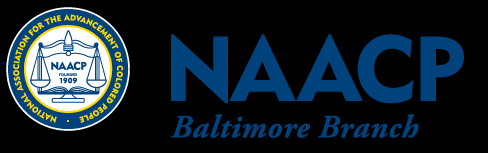 NATIONAL ASSOCIATION FOR THE ADVANCEMENT OF COLORED PEOPLE
NAACP
FOUNDED
1909
NAACP
Baltimore Branch